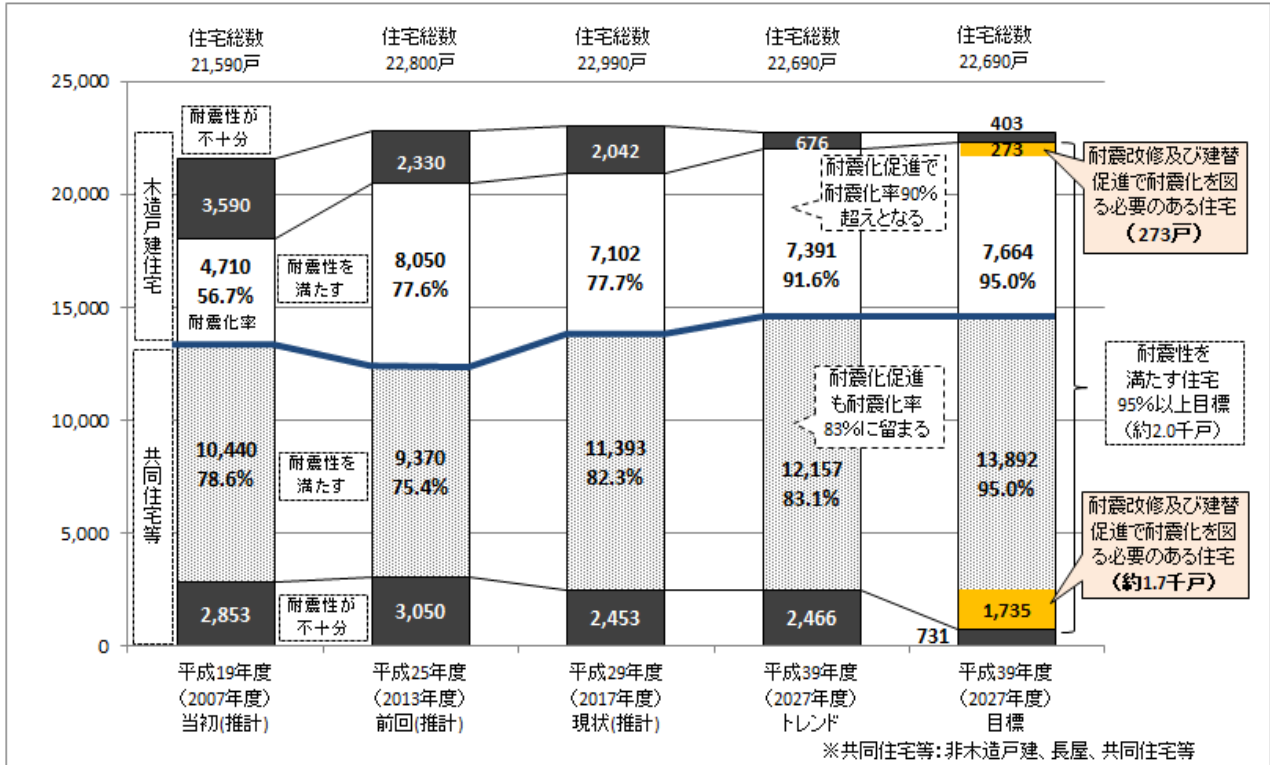 住宅総数
21,590戸
住宅総数
22,800戸
住宅総数
22,990戸
住宅総数
22,690戸
住宅総数
22,690戸
25,000
20,000
15,000
10,000
5,000
0
木造戸建住宅
共同住宅等
耐震性が
不十分
3,590
4,710
56.7%
耐震化率
耐震性を
満たす
10,440
78.6%
耐震性を
満たす
2,853
耐震性が
不十分
2,330
8,050
77.6%
9,370
75.4%
3,050
2,042
7,102
77.7%
11,393
82.3%
2,453
676
耐震化促進で
耐震化率90%
超えとなる
7,391
91.6%
耐震化促進
も耐震化率
83%に留まる
12,157
83.1%
2,466
403
273
7,664
95.0%
13,892
95.0%
1,735
731
耐震改修及び建替
促進で耐震化を図
る必要のある住宅
(273戸)
耐震性を
満たす住宅
95%以上目標
(約2.0千戸)
耐震改修及び建替
促進で耐震化を図
る必要のある住宅
(約1.7千戸)
平成19年度
(2007年度)
当初(推計)
平成25年度
(2013年度)
前回(推計)
平成29年度
(2017年度)
現状(推計)
平成39年度
(2027年度)
トレンド
平成39年度
(2027年度)
目標
※共同住宅等:非木造戸建、長屋、共同住宅等